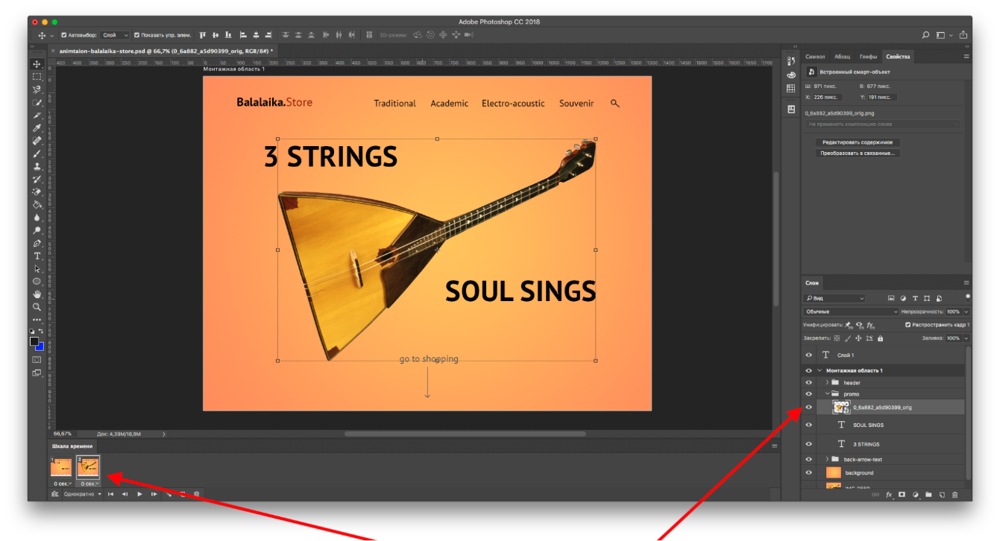 Adobe Photoshop CC 2018
Автовыбор: Слой Показать упр. элем. 3D-режим:
animtaion-balalaika-store.psd @ 66,7% (0_6a882_a5d90399_orig, RGB/8#) *
Символ Абзац Глифы Свойства
450 400 350 300 250 200 150 100 50 0 50 100 150 200 250 300 350 400 450 500 550 600 650 700 750 800 850 900 950 1000 1050 1100 1150 1200 1250 1300 1350 1400 1450 1500 1550 1600 1650 1700
Монтажная область 1
Встроенный смарт-объект
Ш: 971 пикс. В: 677 пикс.
X: 226 пикс. Y: 191 пикс.
0_6a882_a5d90399_orig.png
Не применять композицию слоев
Редактировать содержимое
Преобразовать в связанные...
Balalaika.Store Traditional Academic Electro-acoustic Souvenir
3 STRINGS
SOUL SINGS
go to shopping
Слои
Вид
Обычные Непрозрачность: 100%
Унифицировать: Распространить кадр 1
Закрепить: Заливка: 100%
T Слой 1
Монтажная область 1
header
promo
0_6a882_a5d90399_orig
T SOUL SINGS
T 3 STRINGS
back-arrow-text
background
66,67% Док: 4,39M/18,9M
Шкала времени
1 2
0 сек. 0 сек.
Однократно